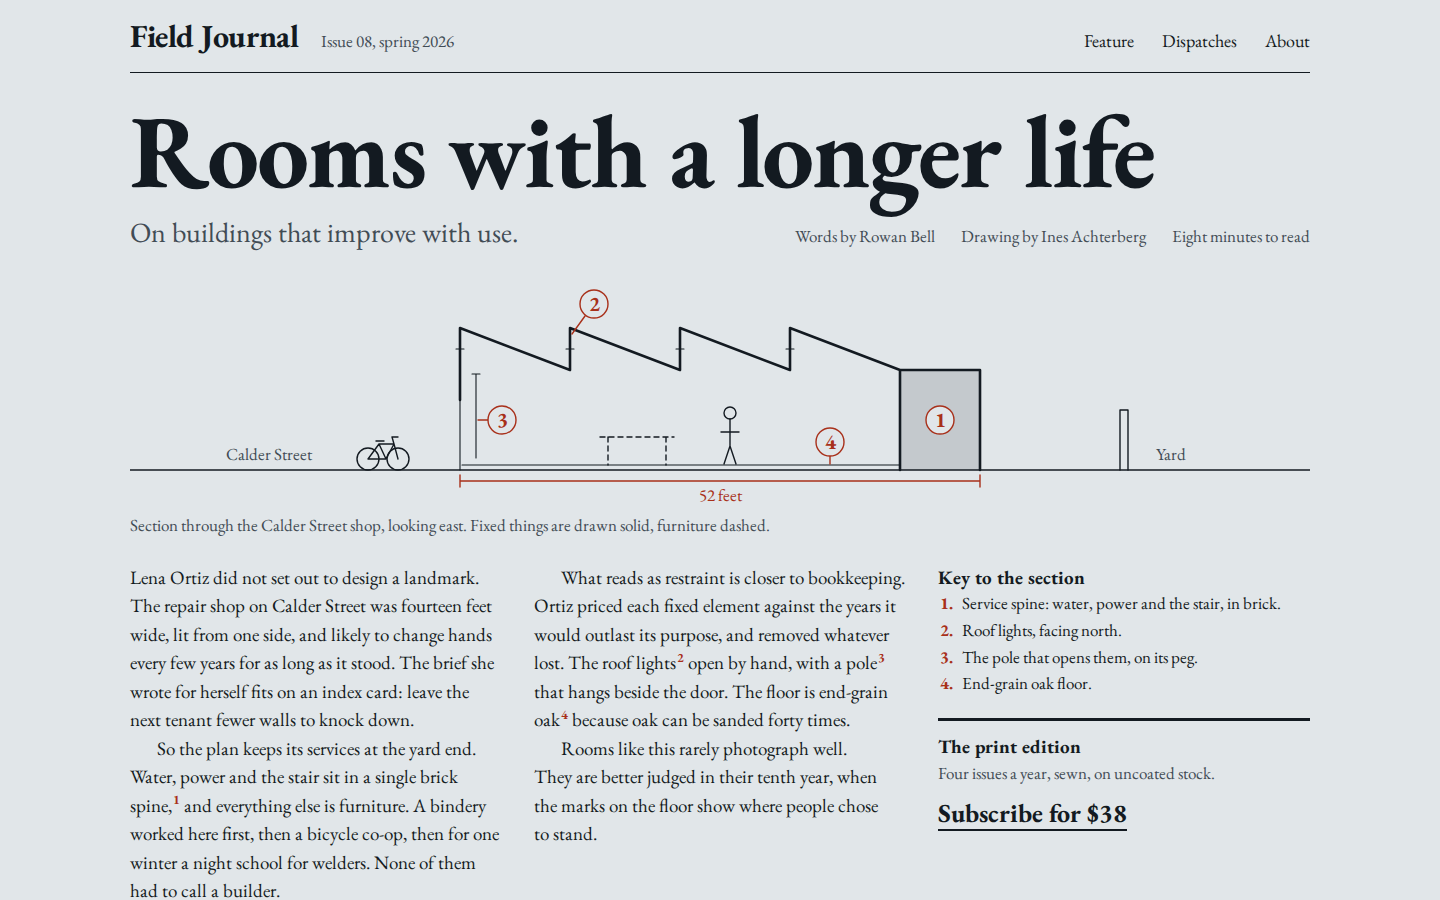 Field Journal
Issue 08, spring 2026
Feature
Dispatches
About
Rooms with a longer life
On buildings that improve with use.
Words by Rowan Bell
Drawing by Ines Achterberg
Eight minutes to read
2
3
1
4
Calder Street
Yard
52 feet
Section through the Calder Street shop, looking east. Fixed things are drawn solid, furniture dashed.
Lena Ortiz did not set out to design a landmark.
The repair shop on Calder Street was fourteen feet
wide, lit from one side, and likely to change hands
every few years for as long as it stood. The brief she
wrote for herself fits on an index card: leave the
next tenant fewer walls to knock down.
So the plan keeps its services at the yard end.
Water, power and the stair sit in a single brick
spine,1 and everything else is furniture. A bindery
worked here first, then a bicycle co-op, then for one
winter a night school for welders. None of them
had to call a builder.
What reads as restraint is closer to bookkeeping.
Ortiz priced each fixed element against the years it
would outlast its purpose, and removed whatever
lost. The roof lights2 open by hand, with a pole3
that hangs beside the door. The floor is end-grain
oak4 because oak can be sanded forty times.
Rooms like this rarely photograph well.
They are better judged in their tenth year, when
the marks on the floor show where people chose
to stand.
Key to the section
1. Service spine: water, power and the stair, in brick.
2. Roof lights, facing north.
3. The pole that opens them, on its peg.
4. End-grain oak floor.
The print edition
Four issues a year, sewn, on uncoated stock.
Subscribe for $38